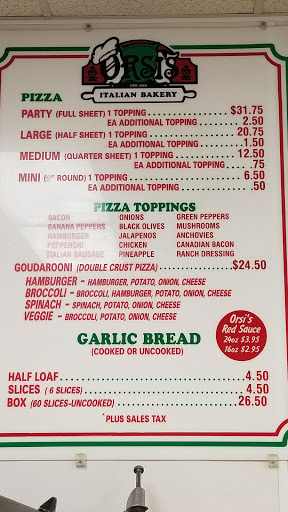 ORSI'S
ITALIAN BAKERY
PIZZA
PARTY (FULL SHEET) 1 TOPPING $31.75
EA ADDITIONAL TOPPING 2.50
LARGE (HALF SHEET) 1 TOPPING 20.75
EA ADDITIONAL TOPPING 1.50
MEDIUM (QUARTER SHEET) 1 TOPPING 12.50
EA ADDITIONAL TOPPING .75
MINI (9" ROUND) 1 TOPPING 6.50
EA ADDITIONAL TOPPING .50
PIZZA TOPPINGS
BACON ONIONS GREEN PEPPERS
BANANA PEPPERS BLACK OLIVES MUSHROOMS
HAMBURGER JALAPENOS ANCHOVIES
PEPPERONI CHICKEN CANADIAN BACON
ITALIAN SAUSAGE PINEAPPLE RANCH DRESSING
GOUDAROONI (DOUBLE CRUST PIZZA) $24.50
HAMBURGER - HAMBURGER, POTATO, ONION, CHEESE
BROCCOLI - BROCCOLI, HAMBURGER, POTATO, ONION, CHEESE
SPINACH - SPINACH, POTATO, ONION, CHEESE
VEGGIE - BROCCOLI, POTATO, ONION, CHEESE
Orsi's
Red Sauce
24oz $3.95
16oz $2.95
GARLIC BREAD
(COOKED OR UNCOOKED)
HALF LOAF 4.50
SLICES (6 SLICES) 4.50
BOX (60 SLICES-UNCOOKED) 26.50
*PLUS SALES TAX